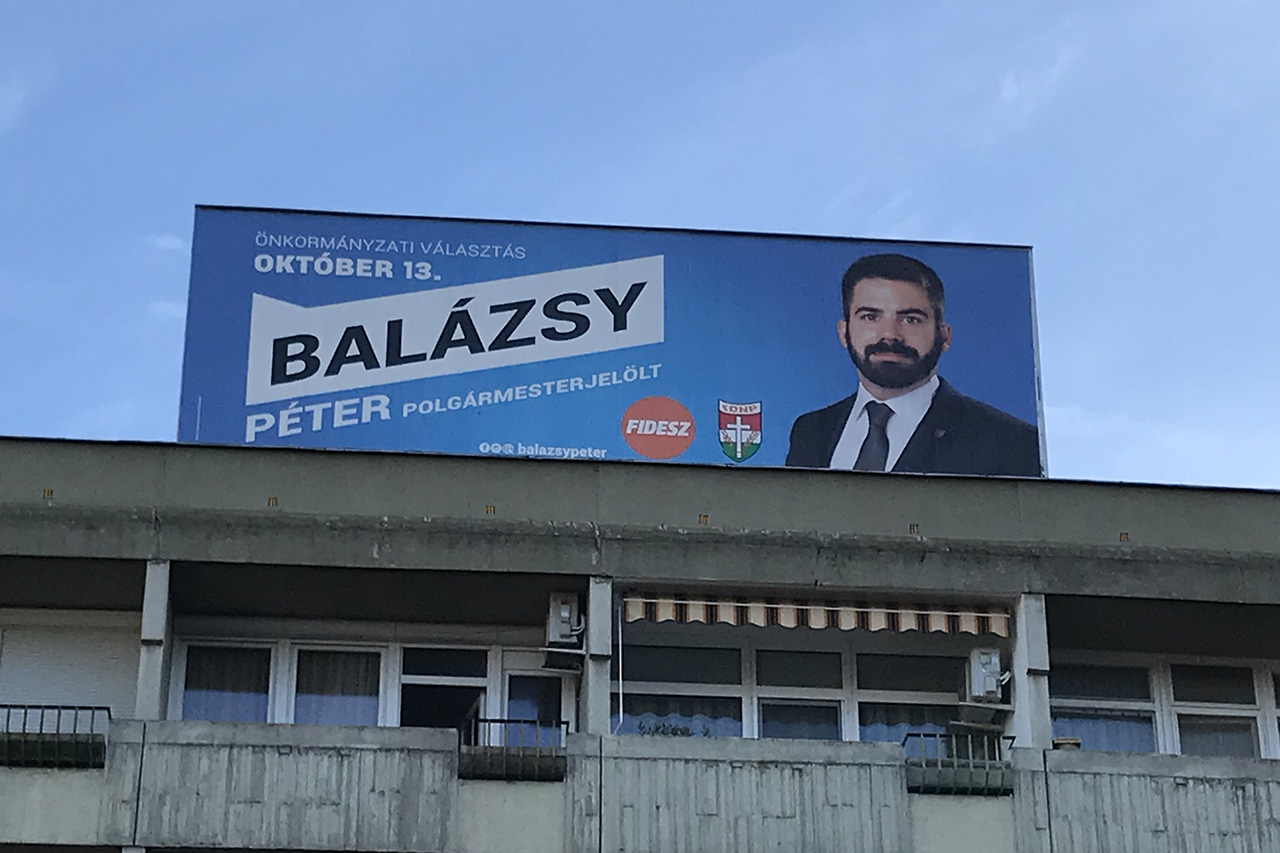 ÖNKORMÁNYZATI VÁLASZTÁS
OKTÓBER 13.
BALÁZSY
PÉTER POLGÁRMESTERJELÖLT
FIDESZ
KDNP
balazsypeter